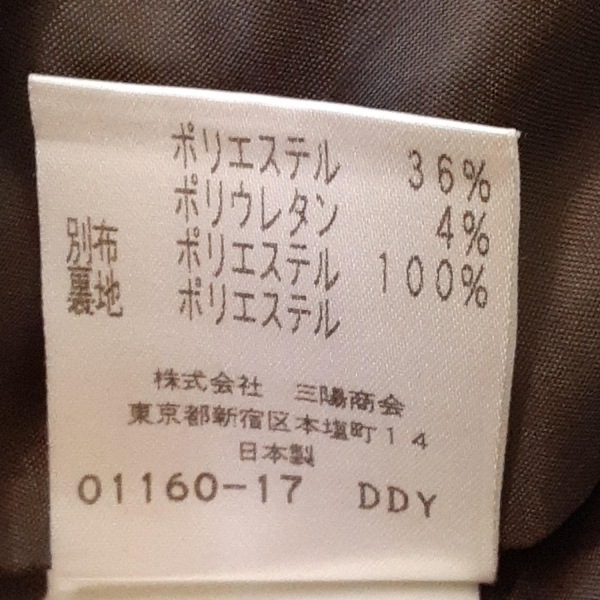 ポリエステル 36%
ポリウレタン 4%
別布 ポリエステル 100%
裏地 ポリエステル
株式会社 三陽商会
東京都新宿区本塩町14
日本製
01160-17 DDY